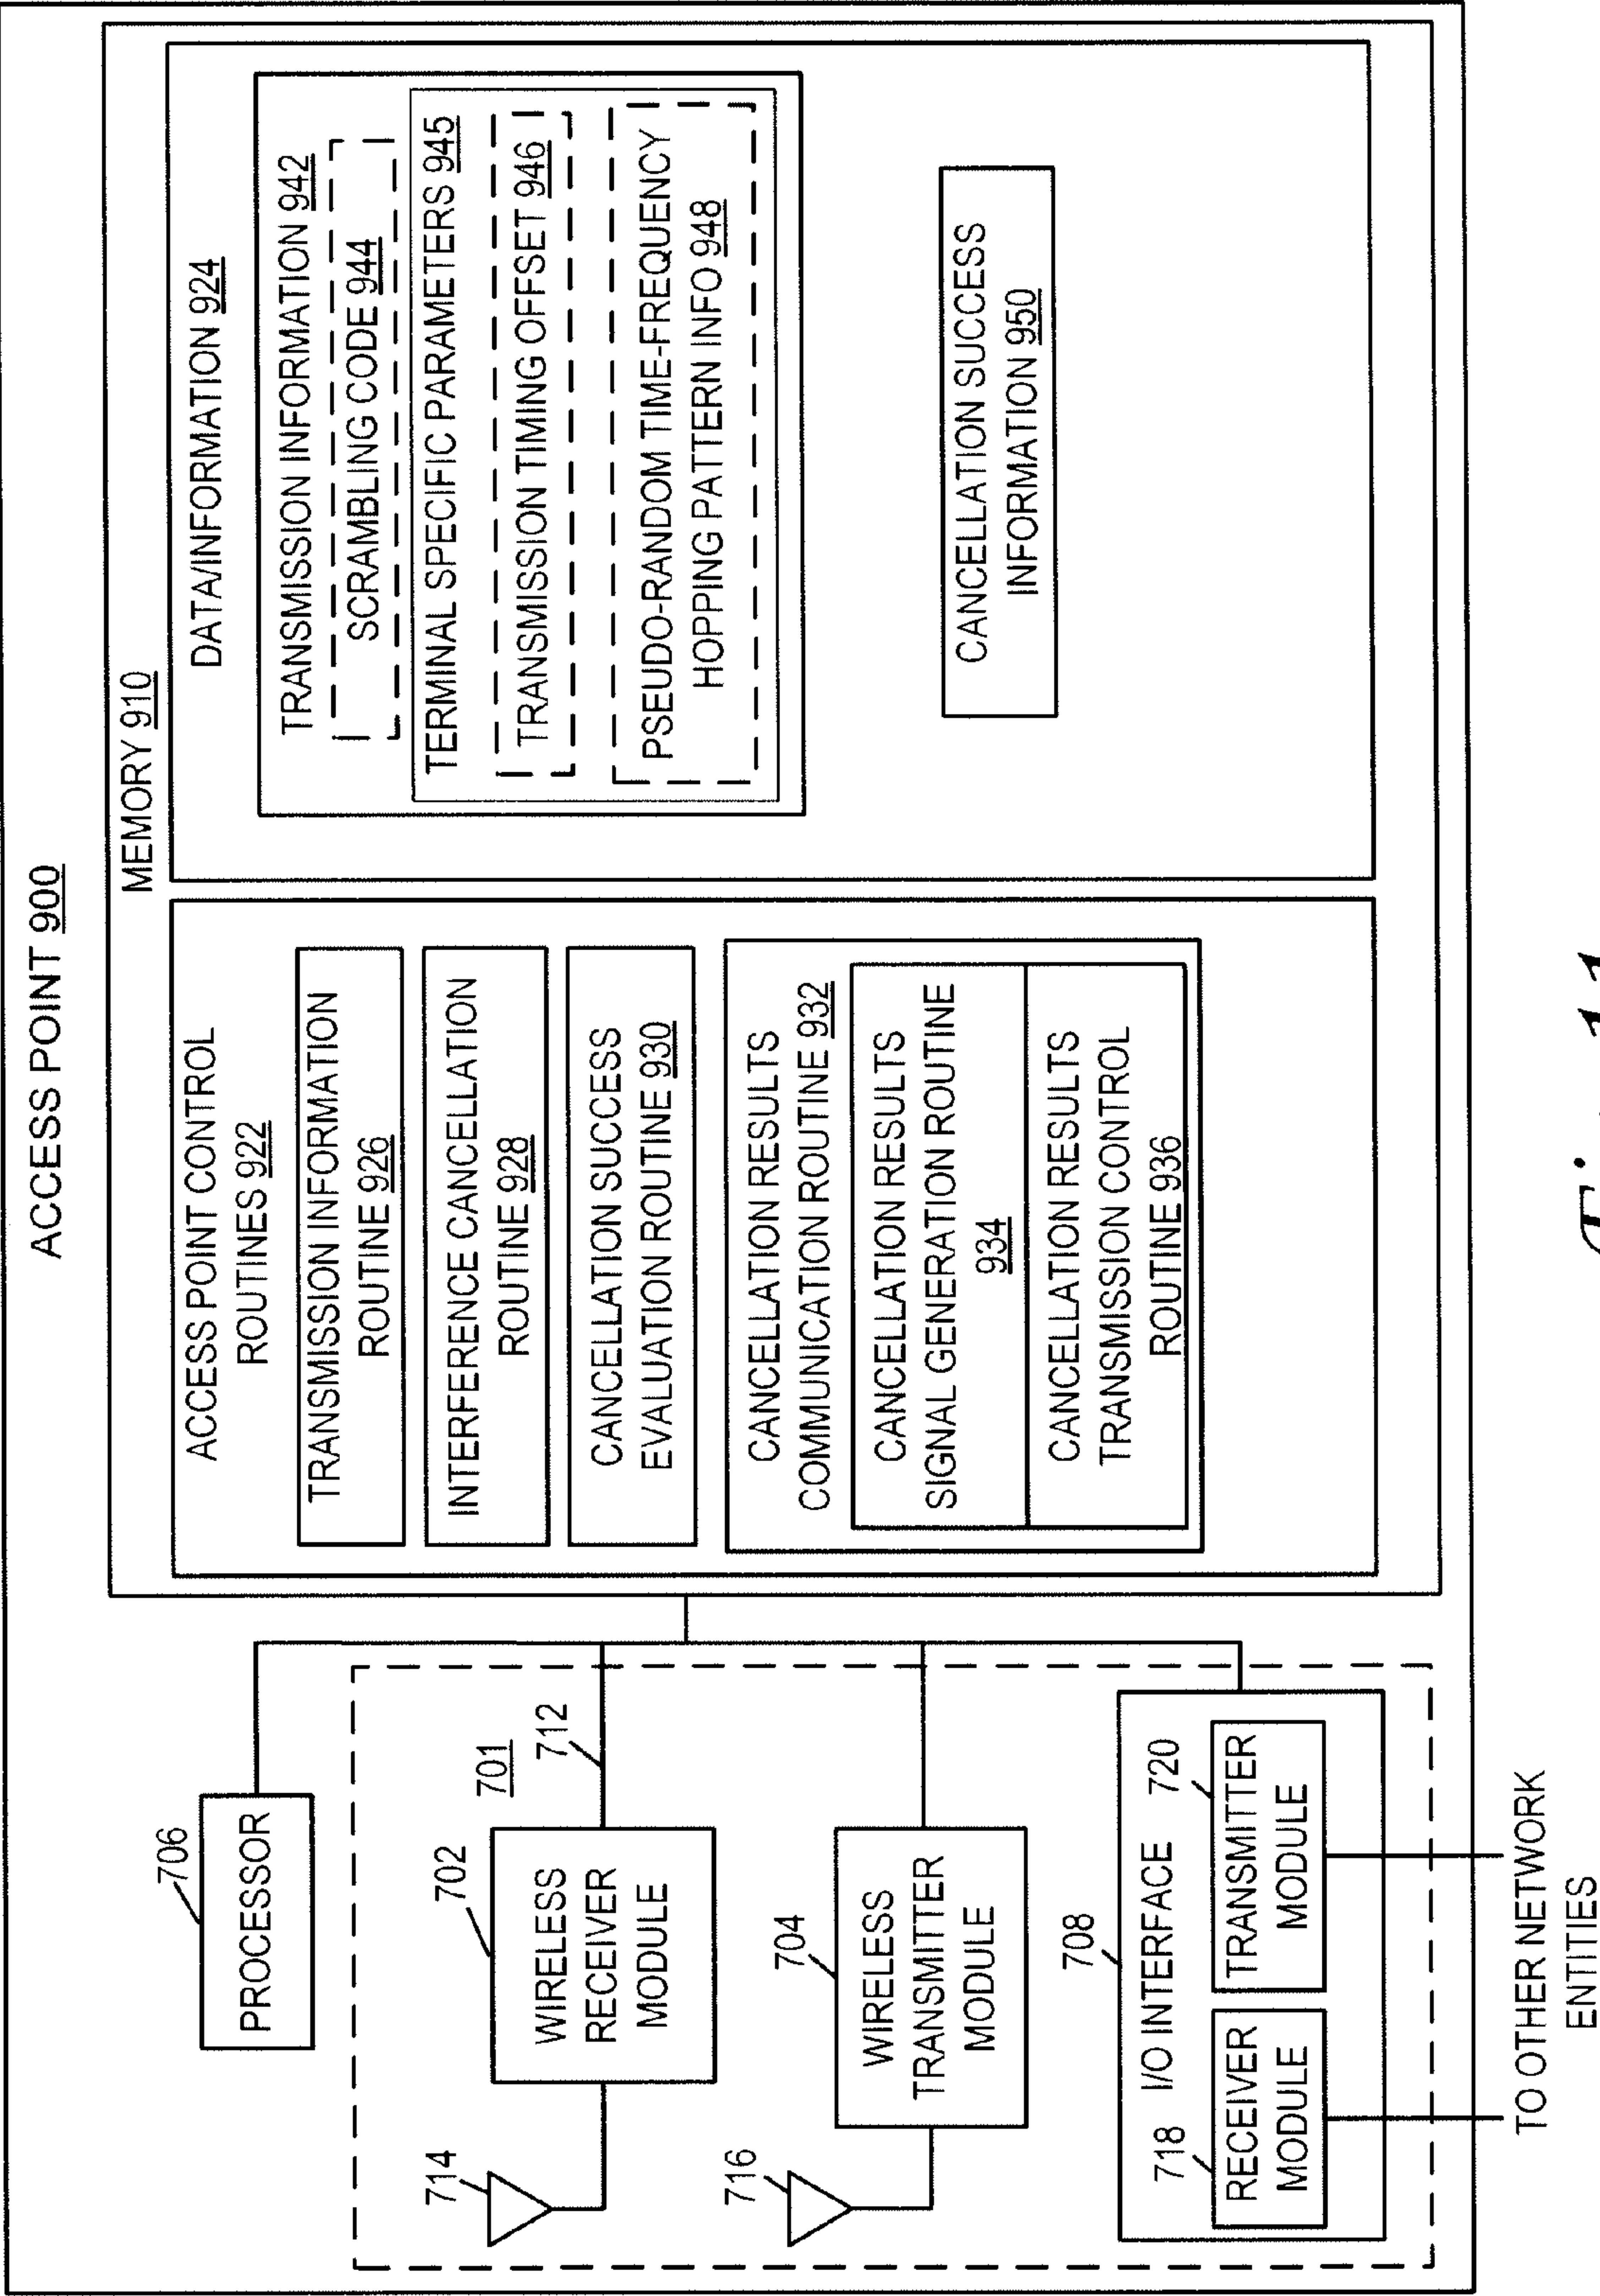 ACCESS POINT 900
706
PROCESSOR
714
702
WIRELESS
RECEIVER
MODULE
701
712
716
704
WIRELESS
TRANSMITTER
MODULE
708
I/O INTERFACE
718
RECEIVER
MODULE
720
TRANSMITTER
MODULE
TO OTHER NETWORK
ENTITIES
MEMORY 910
ACCESS POINT CONTROL
ROUTINES 922
TRANSMISSION INFORMATION
ROUTINE 926
INTERFERENCE CANCELLATION
ROUTINE 928
CANCELLATION SUCCESS
EVALUATION ROUTINE 930
CANCELLATION RESULTS
COMMUNICATION ROUTINE 932
CANCELLATION RESULTS
SIGNAL GENERATION ROUTINE
934
CANCELLATION RESULTS
TRANSMISSION CONTROL
ROUTINE 936
DATA/INFORMATION 924
TRANSMISSION INFORMATION 942
SCRAMBLING CODE 944
TERMINAL SPECIFIC PARAMETERS 945
TRANSMISSION TIMING OFFSET 946
PSEUDO-RANDOM TIME-FREQUENCY
HOPPING PATTERN INFO 948
CANCELLATION SUCCESS
INFORMATION 950